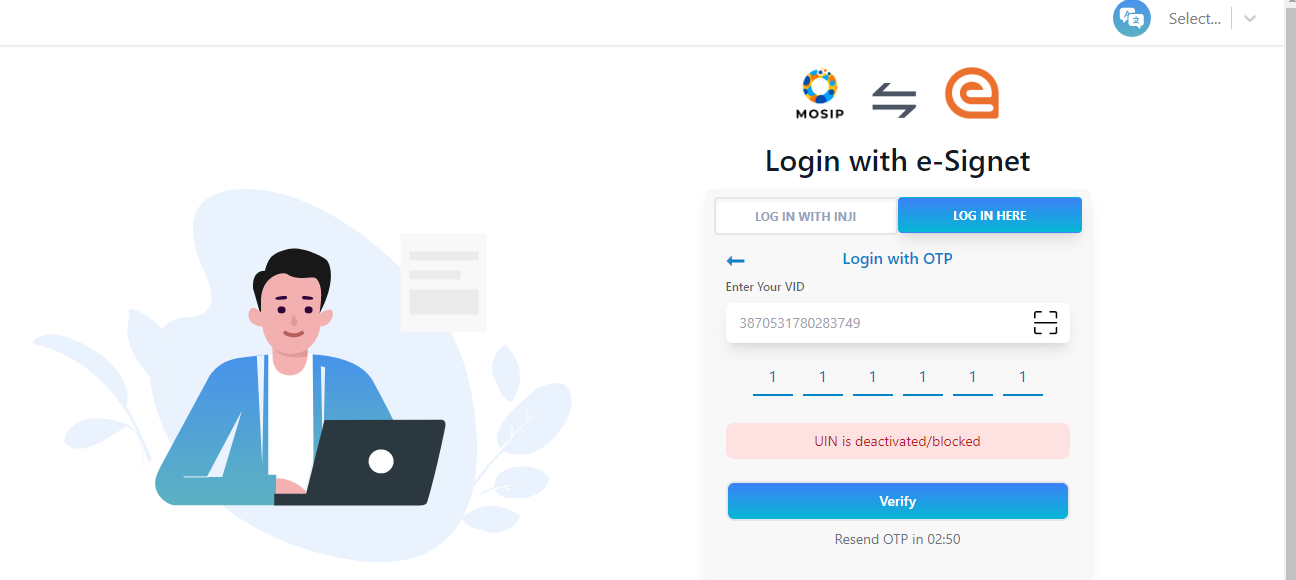 Select...
MOSIP
Login with e-Signet
LOG IN WITH INJI
LOG IN HERE
Login with OTP
Enter Your VID
3870531780283749
1 1 1 1 1 1
UIN is deactivated/blocked
Verify
Resend OTP in 02:50